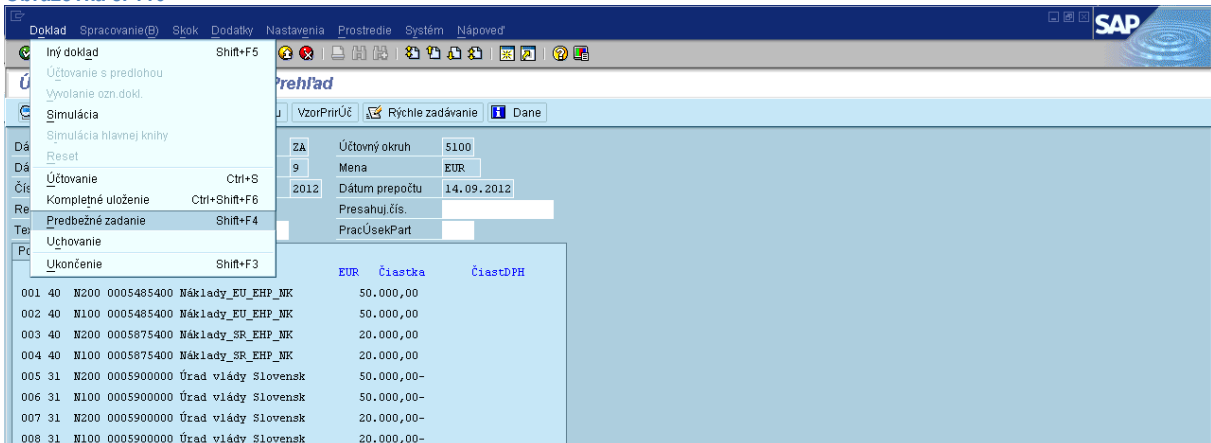 Doklad Spracovanie(B) Skok Dodatky Nastavenia Prostredie Systém Nápoveď
SAP
Iný doklad Shift+F5
Účtovanie s predlohou
Vyvolanie ozn.dokl.
Simulácia
Simulácia hlavnej knihy
Reset
Účtovanie Ctrl+S
Kompletné uloženie Ctrl+Shift+F6
Predbežné zadanie Shift+F4
Uchovanie
Ukončenie Shift+F3
Prehľad
VzorPrirÚč Rýchle zadávanie Dane
ZA Účtovný okruh 5100
9 Mena EUR
2012 Dátum prepočtu 14.09.2012
Presahuj.čís.
PracÚsekPart
EUR Čiastka ČiastDPH
001 40 N200 0005485400 Náklady_EU_EHP_NK 50.000,00
002 40 N100 0005485400 Náklady_EU_EHP_NK 50.000,00
003 40 N200 0005875400 Náklady_SR_EHP_NK 20.000,00
004 40 N100 0005875400 Náklady_SR_EHP_NK 20.000,00
005 31 N200 0005900000 Úrad vlády Slovensk 50.000,00-
006 31 N100 0005900000 Úrad vlády Slovensk 50.000,00-
007 31 N200 0005900000 Úrad vlády Slovensk 20.000,00-
008 31 N100 0005900000 Úrad vlády Slovensk 20.000,00-